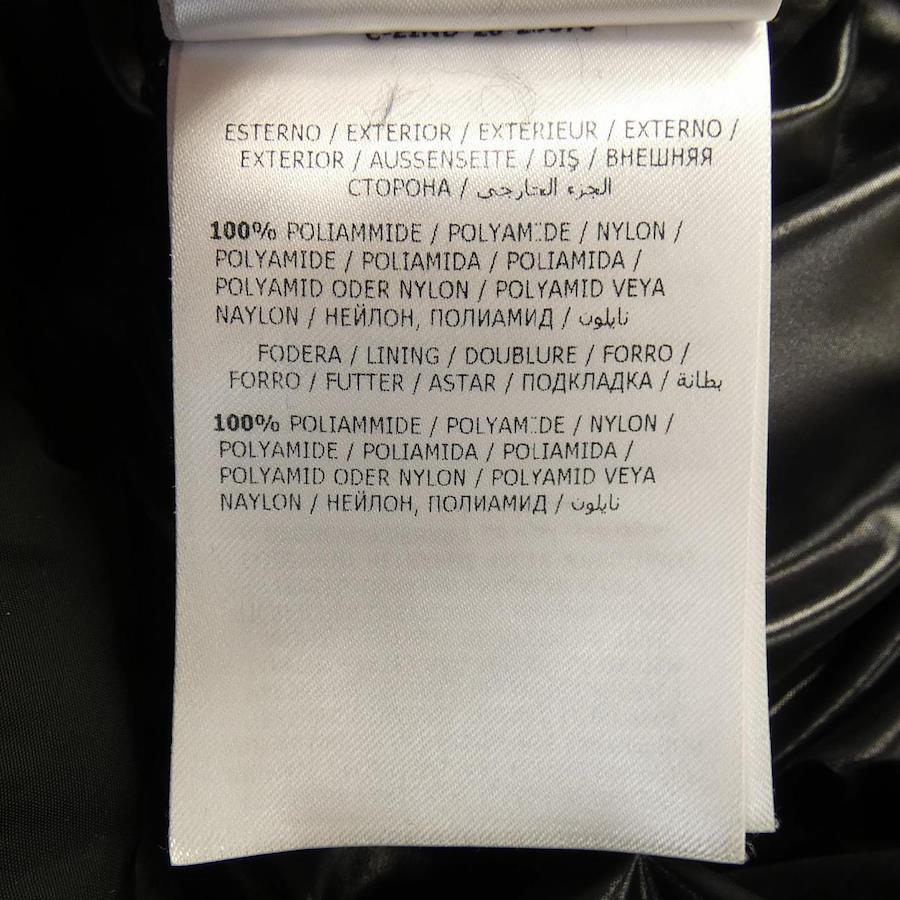 ESTERNO / EXTERIOR / EXTERIEUR / EXTERNO /
EXTERIOR / AUSSENSEITE / DIŞ / ВНЕШНЯЯ
СТОРОНА / الجزء الخارجي
100% POLIAMMIDE / POLYAMIDE / NYLON /
POLYAMIDE / POLIAMIDA / POLIAMIDA /
POLYAMID ODER NYLON / POLYAMID VEYA
NAYLON / НЕЙЛОН, ПОЛИАМИД / نايلون
FODERA / LINING / DOUBLURE / FORRO /
FORRO / FUTTER / ASTAR / ПОДКЛАДКА / بطانة
100% POLIAMMIDE / POLYAMIDE / NYLON /
POLYAMIDE / POLIAMIDA / POLIAMIDA /
POLYAMID ODER NYLON / POLYAMID VEYA
NAYLON / НЕЙЛОН, ПОЛИАМИД / نايلون